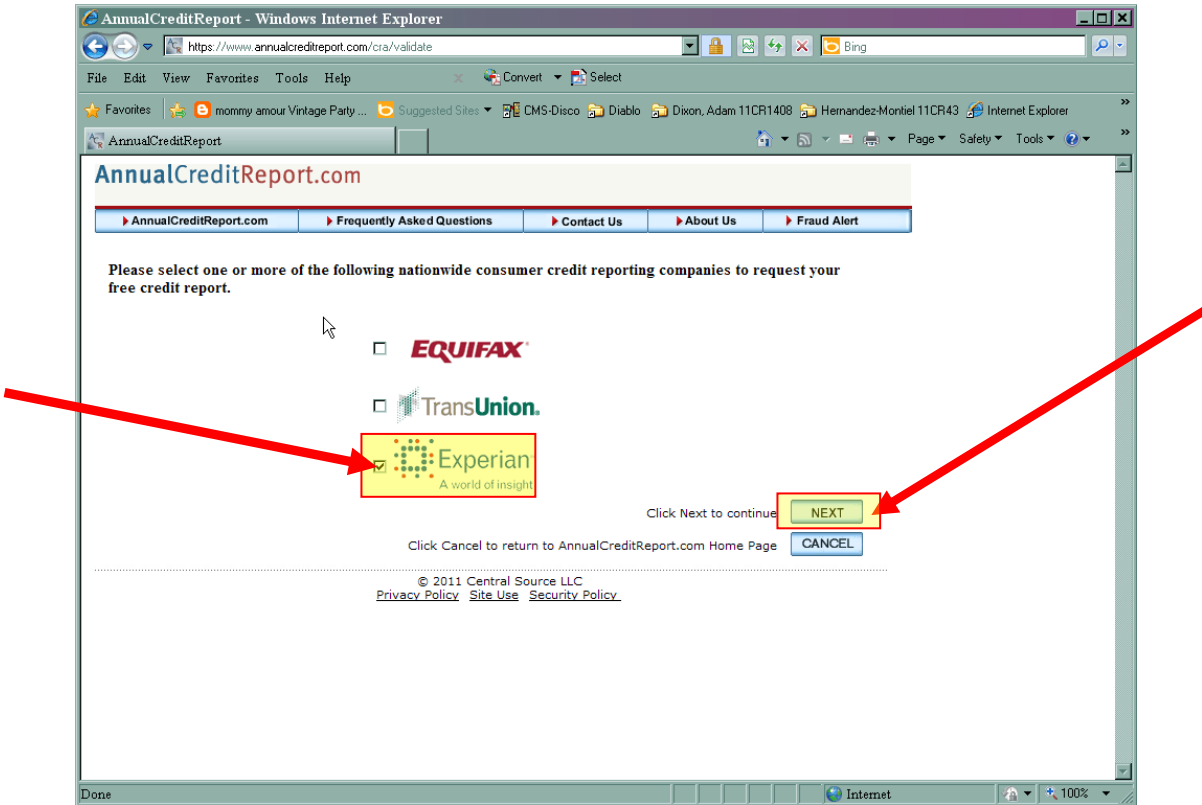 AnnualCreditReport - Windows Internet Explorer
https://www.annualcreditreport.com/cra/validate
Bing
File Edit View Favorites Tools Help
Convert Select
Favorites mommy amour Vintage Party ... Suggested Sites CMS-Disco Diablo Dixon, Adam 11CR1408 Hernandez-Montiel 11CR43 Internet Explorer
AnnualCreditReport
Page Safety Tools
AnnualCreditReport.com
AnnualCreditReport.com Frequently Asked Questions Contact Us About Us Fraud Alert
Please select one or more of the following nationwide consumer credit reporting companies to request your
free credit report.
EQUIFAX
TransUnion.
Experian
A world of insight
Click Next to continue NEXT
Click Cancel to return to AnnualCreditReport.com Home Page CANCEL
© 2011 Central Source LLC
Privacy Policy Site Use Security Policy
Done Internet 100%